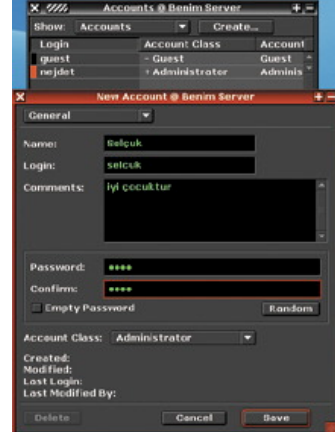 Accounts @ Benim Server
Show: Accounts Create...
Login Account Class Account
guest - Guest Guest
nejdet + Administrator Adminis
New Account @ Benim Server
General
Name: Selçuk
Login: selcuk
Comments: iyi çocuktur
Password: ****
Confirm: ****
Empty Password Random
Account Class: Administrator
Created:
Modified:
Last Login:
Last Modified By:
Delete Cancel Save